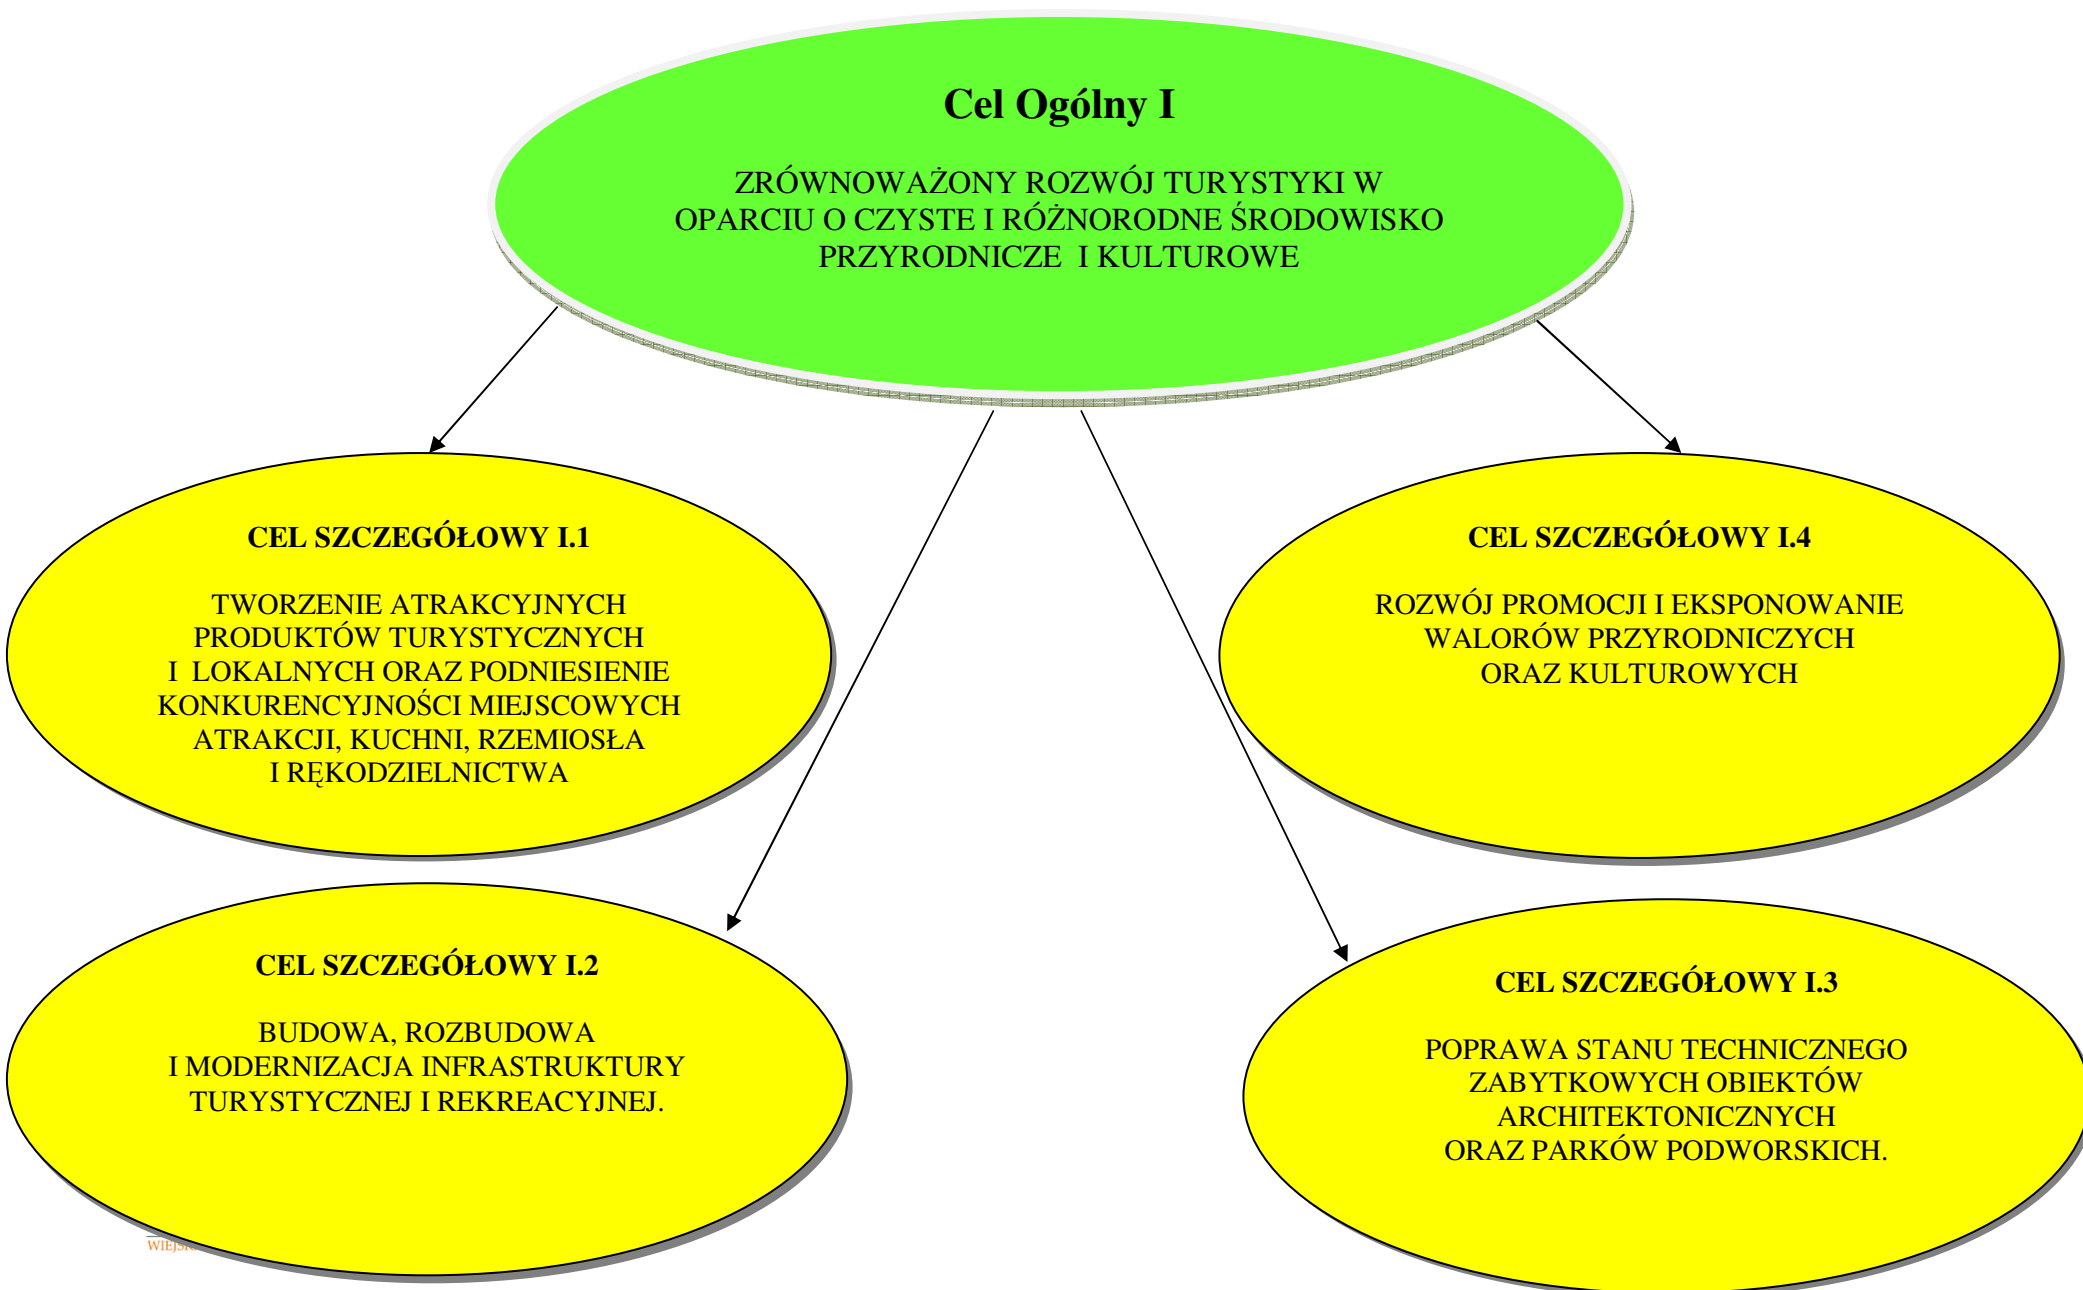 Cel Ogólny I
ZRÓWNOWAŻONY ROZWÓJ TURYSTYKI W
OPARCIU O CZYSTE I RÓŻNORODNE ŚRODOWISKO
PRZYRODNICZE I KULTUROWE
CEL SZCZEGÓŁOWY I.1
TWORZENIE ATRAKCYJNYCH
PRODUKTÓW TURYSTYCZNYCH
I LOKALNYCH ORAZ PODNIESIENIE
KONKURENCYJNOŚCI MIEJSCOWYCH
ATRAKCJI, KUCHNI, RZEMIOSŁA
I RĘKODZIELNICTWA
CEL SZCZEGÓŁOWY I.4
ROZWÓJ PROMOCJI I EKSPONOWANIE
WALORÓW PRZYRODNICZYCH
ORAZ KULTUROWYCH
CEL SZCZEGÓŁOWY I.2
BUDOWA, ROZBUDOWA
I MODERNIZACJA INFRASTRUKTURY
TURYSTYCZNEJ I REKREACYJNEJ.
CEL SZCZEGÓŁOWY I.3
POPRAWA STANU TECHNICZNEGO
ZABYTKOWYCH OBIEKTÓW
ARCHITEKTONICZNYCH
ORAZ PARKÓW PODWORSKICH.